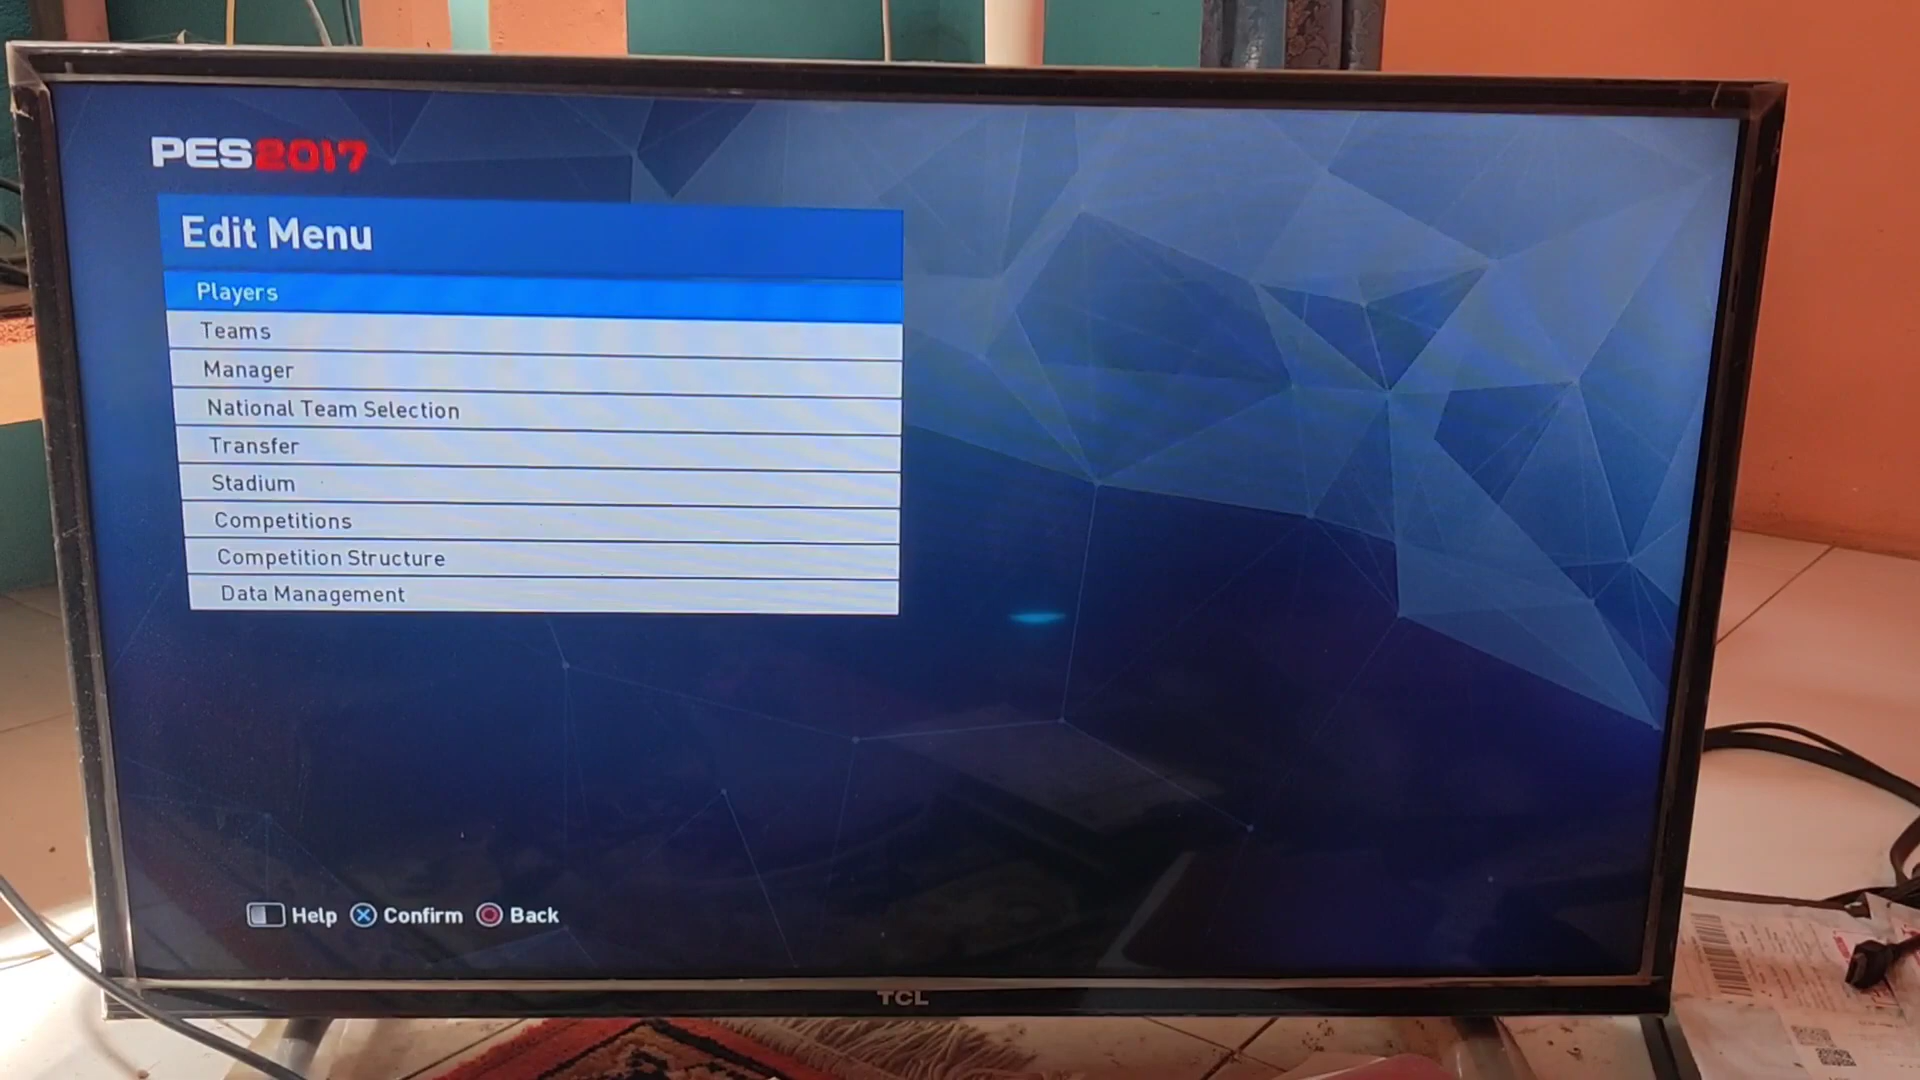 PES2017
Edit Menu
Players
Teams
Manager
National Team Selection
Transfer
Stadium
Competitions
Competition Structure
Data Management
Help Confirm Back
TCL